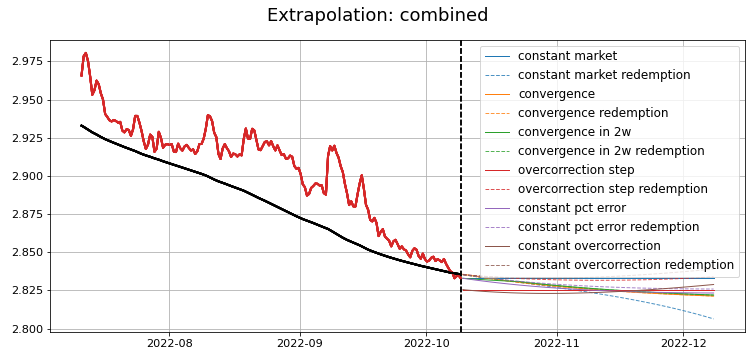 Extrapolation: combined
constant market
constant market redemption
convergence
convergence redemption
convergence in 2w
convergence in 2w redemption
overcorrection step
overcorrection step redemption
constant pct error
constant pct error redemption
constant overcorrection
constant overcorrection redemption
2.975
2.950
2.925
2.900
2.875
2.850
2.825
2.800
2022-08
2022-09
2022-10
2022-11
2022-12